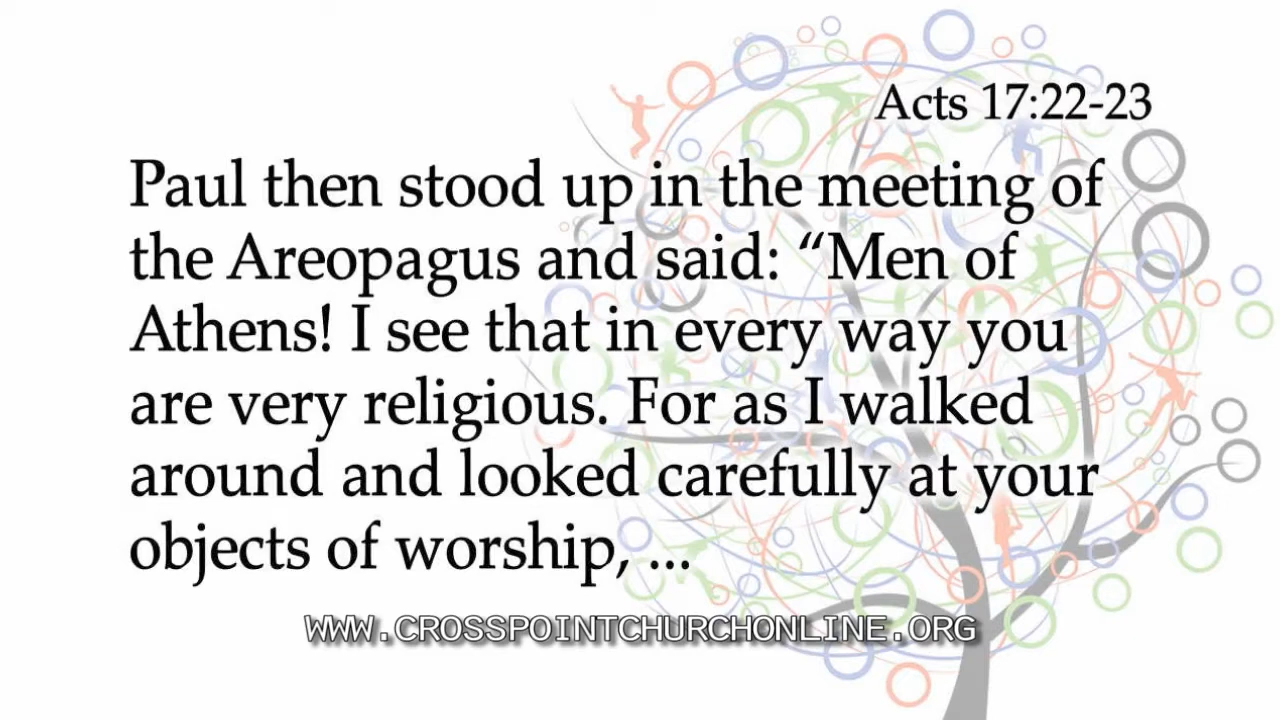 Acts 17:22-23
Paul then stood up in the meeting of
the Areopagus and said: “Men of
Athens! I see that in every way you
are very religious. For as I walked
around and looked carefully at your
objects of worship, ...
WWW.CROSSPOINTCHURCHONLINE.ORG